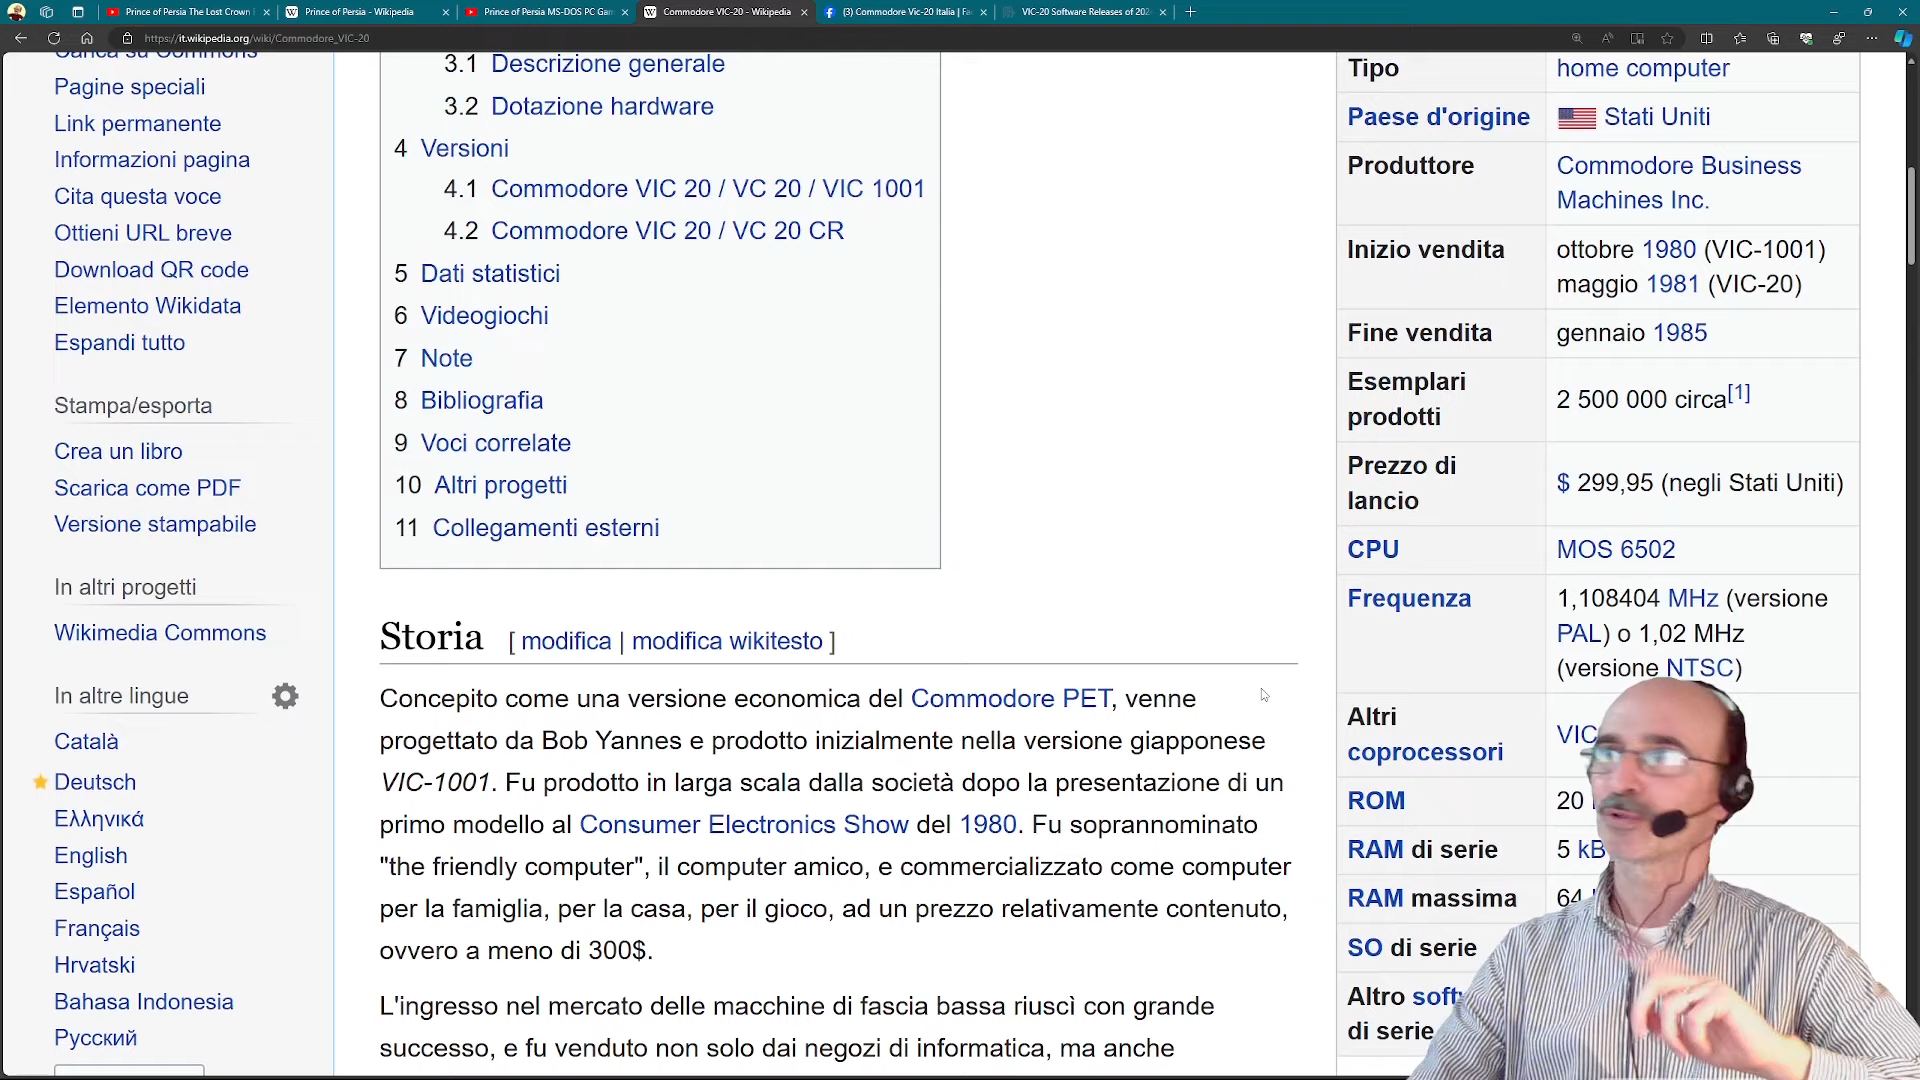 Prince of Persia The Lost Crown
Prince of Persia - Wikipedia
Prince of Persia MS-DOS PC Gam
Commodore VIC-20 - Wikipedia
(3) Commodore Vic-20 Italia | Fac
VIC-20 Software Releases of 202
https://it.wikipedia.org/wiki/Commodore_VIC-20
Carica su Commons
Pagine speciali
Link permanente
Informazioni pagina
Cita questa voce
Ottieni URL breve
Download QR code
Elemento Wikidata
Espandi tutto
Stampa/esporta
Crea un libro
Scarica come PDF
Versione stampabile
In altri progetti
Wikimedia Commons
In altre lingue
Català
Deutsch
Ελληνικά
English
Español
Français
Hrvatski
Bahasa Indonesia
Русский
3.1 Descrizione generale
3.2 Dotazione hardware
4 Versioni
4.1 Commodore VIC 20 / VC 20 / VIC 1001
4.2 Commodore VIC 20 / VC 20 CR
5 Dati statistici
6 Videogiochi
7 Note
8 Bibliografia
9 Voci correlate
10 Altri progetti
11 Collegamenti esterni
Storia [ modifica | modifica wikitesto ]
Concepito come una versione economica del Commodore PET, venne
progettato da Bob Yannes e prodotto inizialmente nella versione giapponese
VIC-1001. Fu prodotto in larga scala dalla società dopo la presentazione di un
primo modello al Consumer Electronics Show del 1980. Fu soprannominato
"the friendly computer", il computer amico, e commercializzato come computer
per la famiglia, per la casa, per il gioco, ad un prezzo relativamente contenuto,
ovvero a meno di 300$.
L'ingresso nel mercato delle macchine di fascia bassa riuscì con grande
successo, e fu venduto non solo dai negozi di informatica, ma anche
Tipo home computer
Paese d'origine Stati Uniti
Produttore Commodore Business
Machines Inc.
Inizio vendita ottobre 1980 (VIC-1001)
maggio 1981 (VIC-20)
Fine vendita gennaio 1985
Esemplari
prodotti 2 500 000 circa[1]
Prezzo di
lancio $ 299,95 (negli Stati Uniti)
CPU MOS 6502
Frequenza 1,108404 MHz (versione
PAL) o 1,02 MHz
(versione NTSC)
Altri
coprocessori VIC
ROM 20
RAM di serie 5 kB
RAM massima 64
SO di serie
Altro softw
di serie